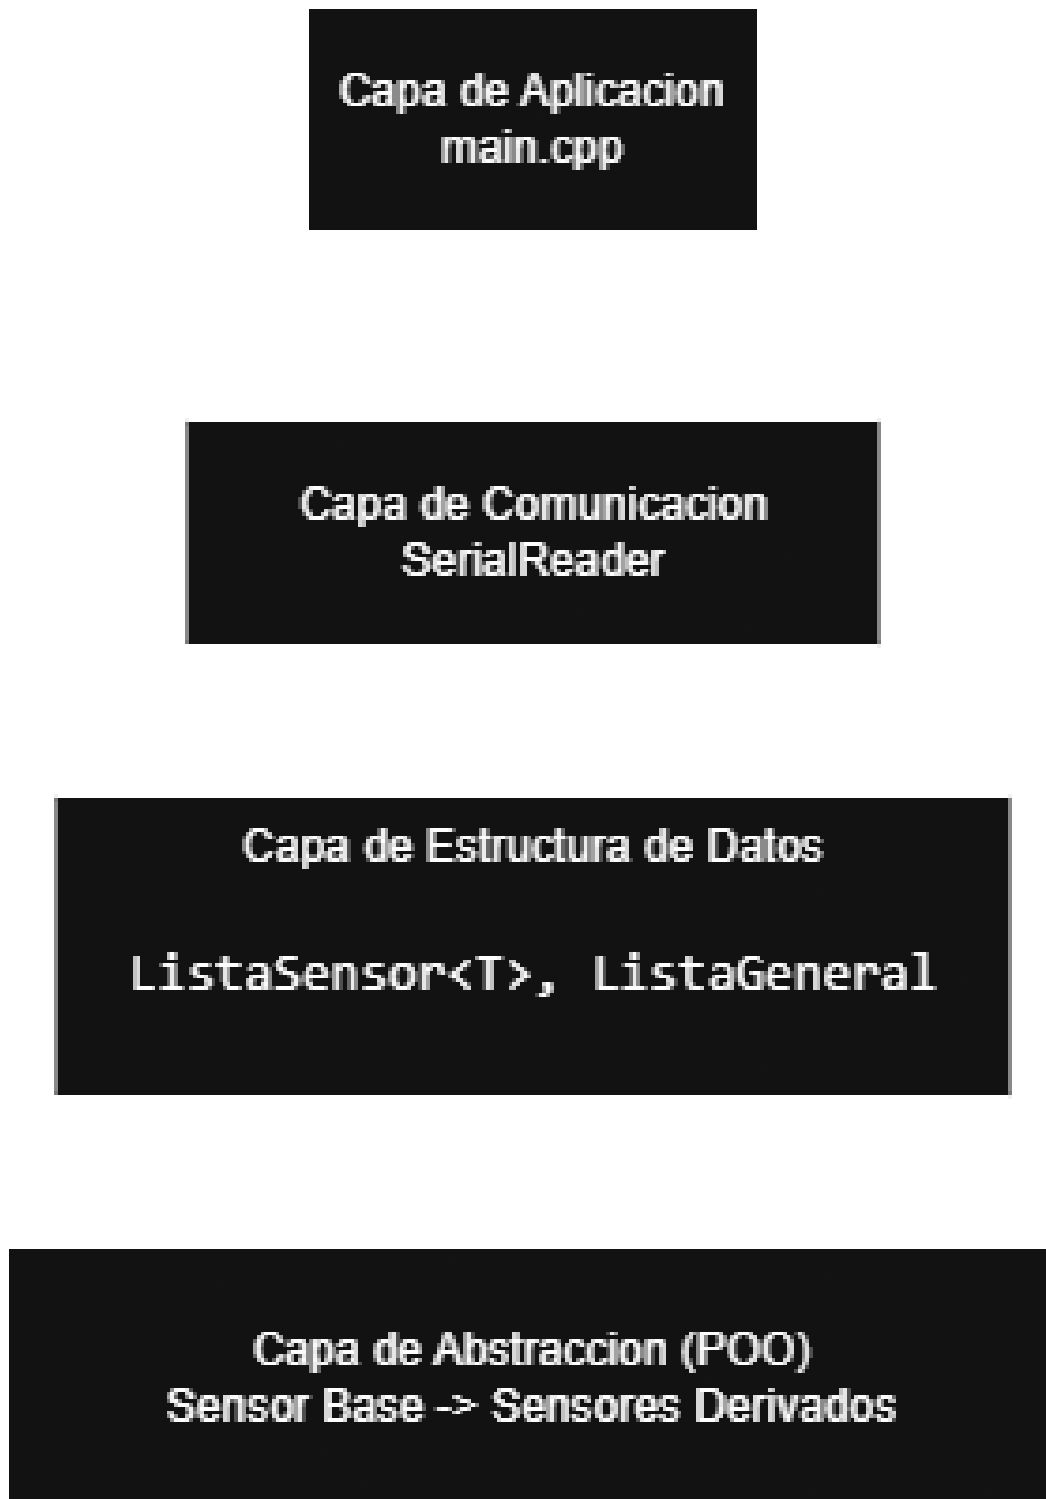 Capa de Aplicacion
main.cpp
Capa de Comunicacion
SerialReader
Capa de Estructura de Datos
ListaSensor<T>, ListaGeneral
Capa de Abstraccion (POO)
Sensor Base -> Sensores Derivados